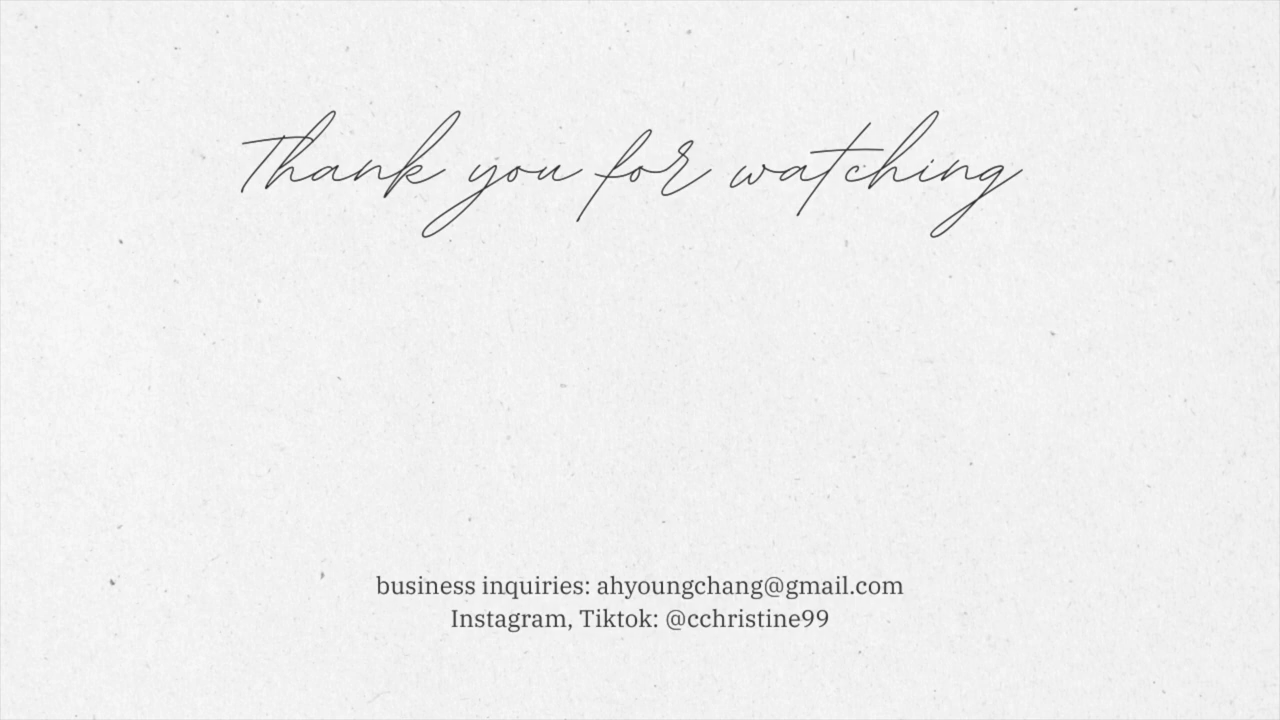 Thank you for watching
business inquiries: ahyoungchang@gmail.com
Instagram, Tiktok: @cchristine99